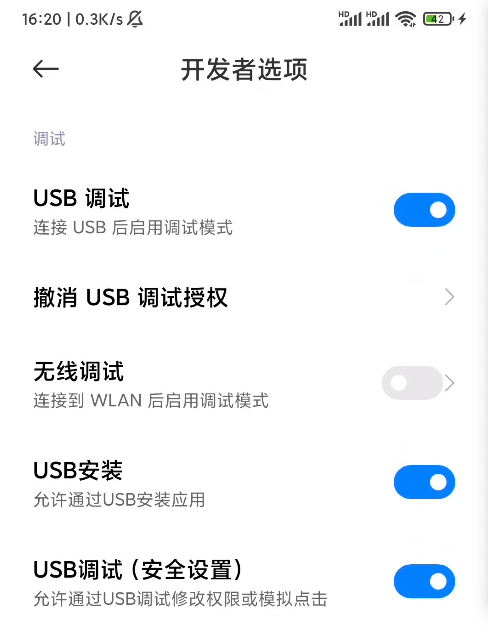 16:20 | 0.3K/s HD HD 42
开发者选项
调试
USB 调试
连接 USB 后启用调试模式
撤消 USB 调试授权
无线调试
连接到 WLAN 后启用调试模式
USB安装
允许通过USB安装应用
USB调试（安全设置）
允许通过USB调试修改权限或模拟点击